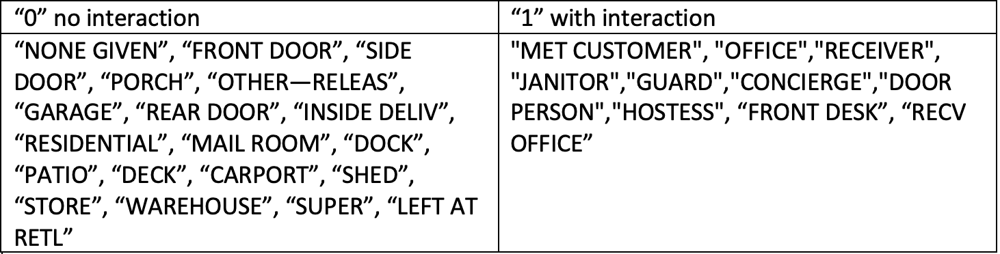 “0” no interaction
“1” with interaction
“NONE GIVEN”, “FRONT DOOR”, “SIDE
DOOR”, “PORCH”, “OTHER—RELEAS”,
“GARAGE”, “REAR DOOR”, “INSIDE DELIV”,
“RESIDENTIAL”, “MAIL ROOM”, “DOCK”,
“PATIO”, “DECK”, “CARPORT”, “SHED”,
“STORE”, “WAREHOUSE”, “SUPER”, “LEFT AT
RETL”
"MET CUSTOMER", "OFFICE","RECEIVER",
"JANITOR","GUARD","CONCIERGE","DOOR
PERSON","HOSTESS", “FRONT DESK”, “RECV
OFFICE”